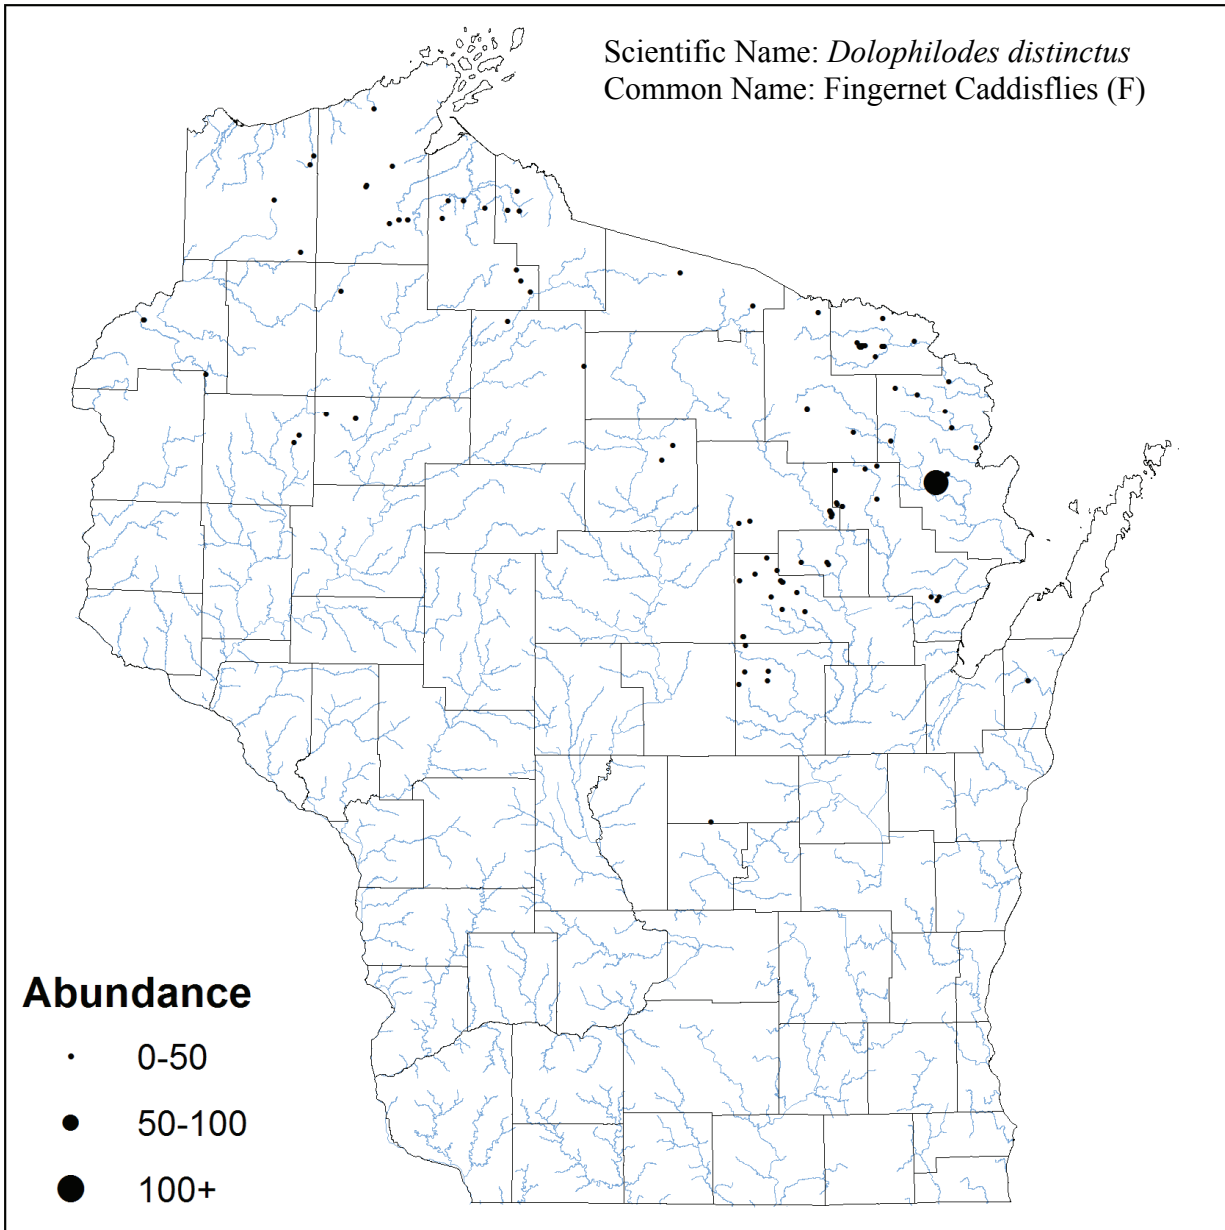 Scientific Name: Dolophilodes distinctus
Common Name: Fingernet Caddisflies (F)
Abundance
0-50
50-100
100+